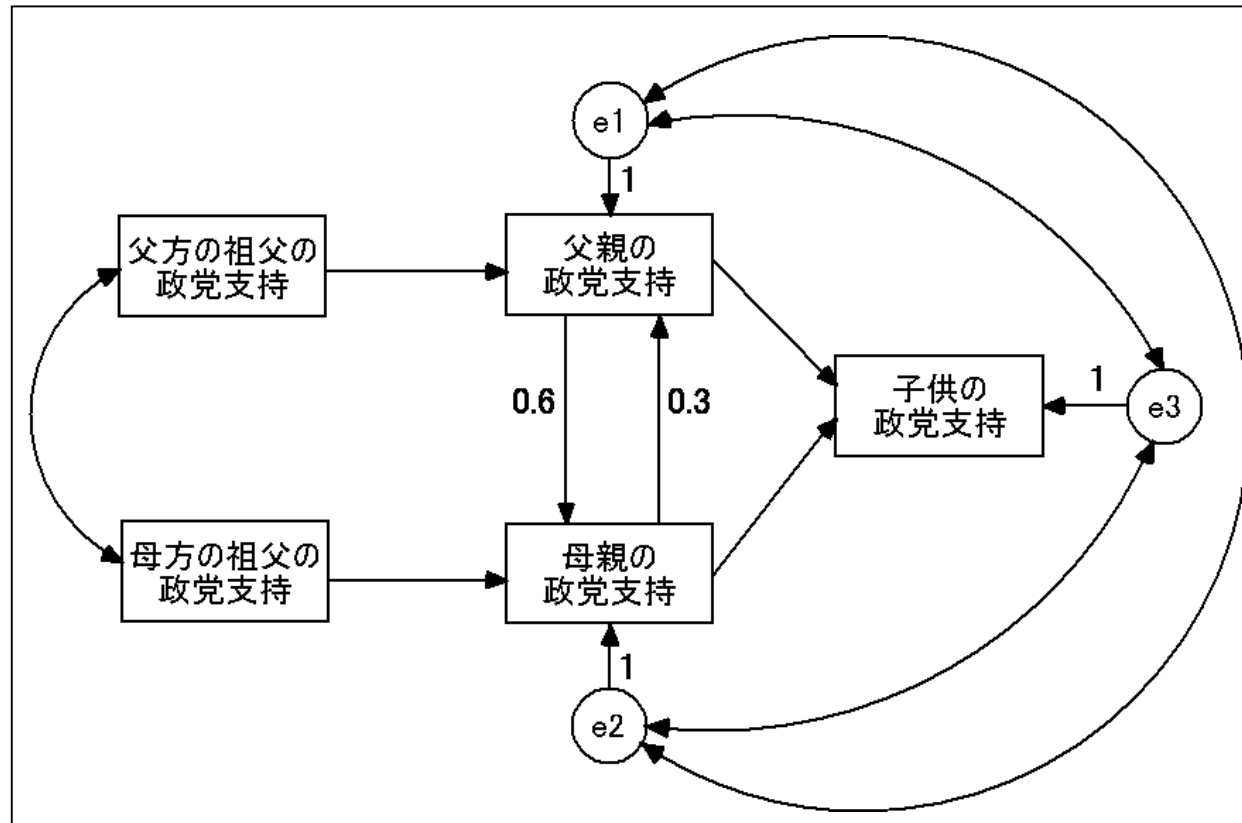 e1
1
父方の祖父の
政党支持
父親の
政党支持
0.6
0.3
子供の
政党支持
1
e3
母方の祖父の
政党支持
母親の
政党支持
1
e2